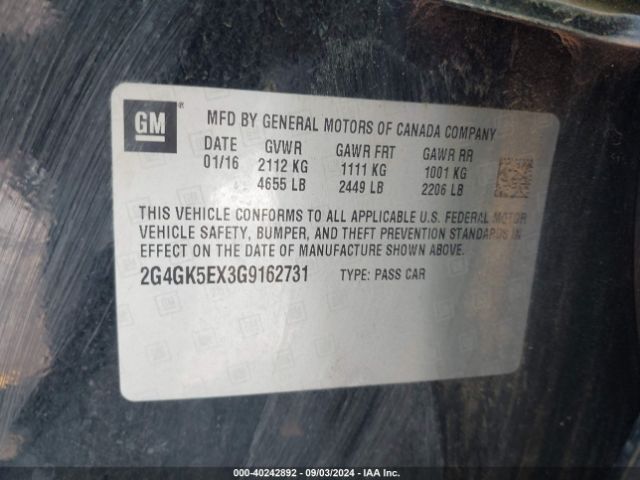 GM
MFD BY GENERAL MOTORS OF CANADA COMPANY
DATE GVWR GAWR FRT GAWR RR
01/16 2112 KG 1111 KG 1001 KG
4655 LB 2449 LB 2206 LB
THIS VEHICLE CONFORMS TO ALL APPLICABLE U.S. FEDERAL MOTOR
VEHICLE SAFETY, BUMPER, AND THEFT PREVENTION STANDARDS IN
EFFECT ON THE DATE OF MANUFACTURE SHOWN ABOVE.
2G4GK5EX3G9162731 TYPE: PASS CAR
000-40242892 - 09/03/2024 - IAA Inc.